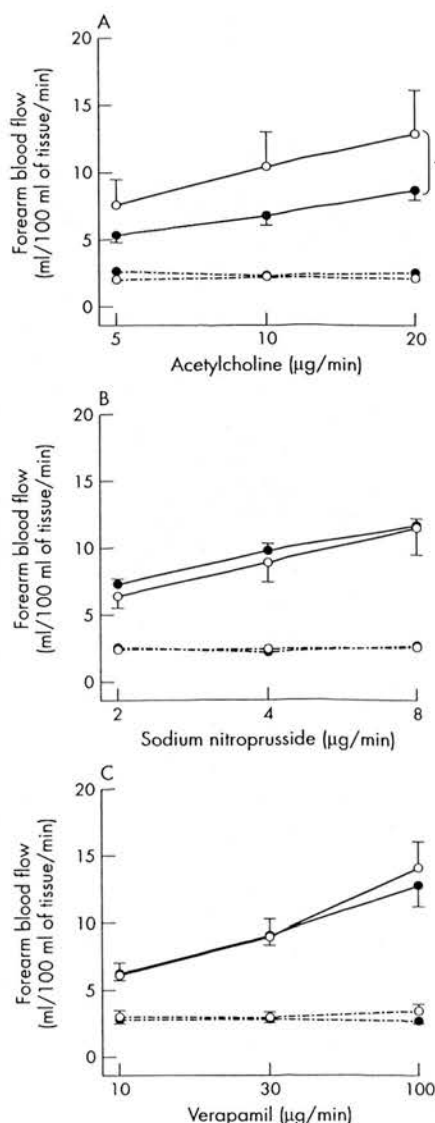 A
20
15
10
5
0
Forearm blood flow
(ml/100 ml of tissue/min)
5 10 20
Acetylcholine (μg/min)
B
20
15
10
5
0
Forearm blood flow
(ml/100 ml of tissue/min)
2 4 8
Sodium nitroprusside (μg/min)
C
20
15
10
5
0
Forearm blood flow
(ml/100 ml of tissue/min)
10 30 100
Verapamil (μg/min)